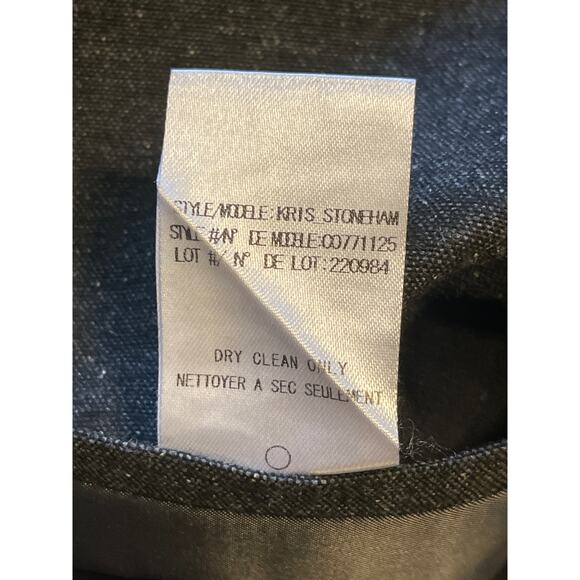 STYLE/MODELE:KRIS STONEHAM
STYLE #/N° DE MODELE:C0771125
LOT #/ N° DE LOT:220984
DRY CLEAN ONLY
NETTOYER A SEC SEULEMENT